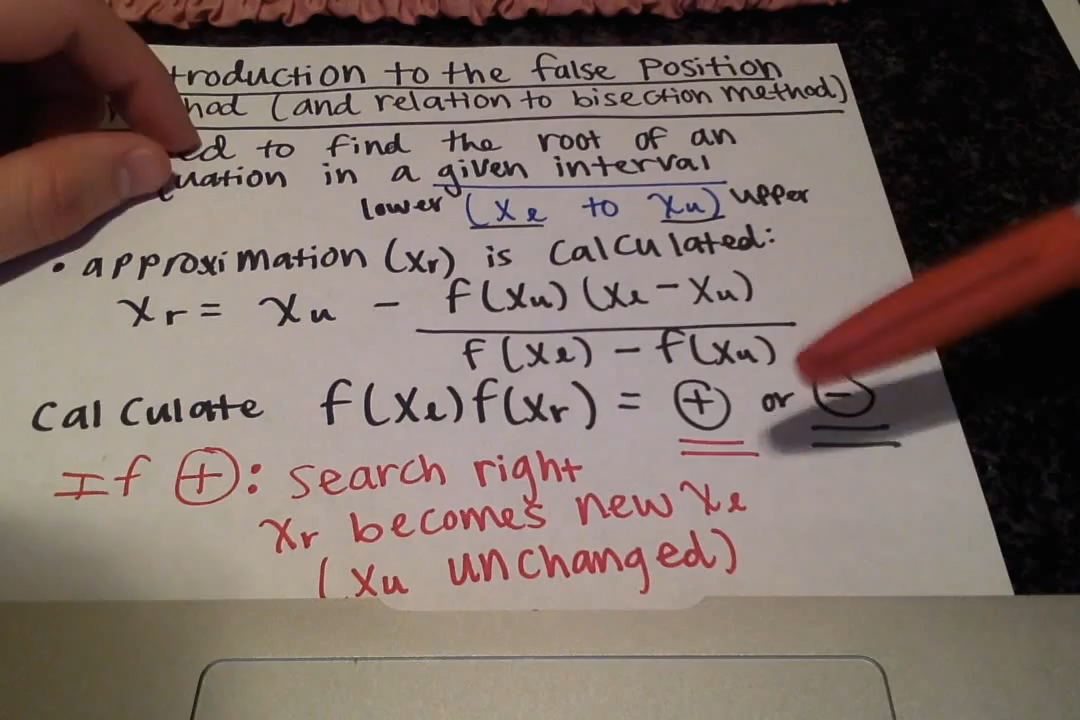 troduction to the false position
hod (and relation to bisection method)
ed to find the root of an
uation in a given interval
lower (xℓ to xu) upper
• approximation (xr) is calculated:
xr = xu − f(xu)(xℓ−xu)
f(xℓ) − f(xu)
Calculate f(xℓ)f(xr) = ⊕ or ⊖
If ⊕: search right
xr becomes new xℓ
(xu unchanged)